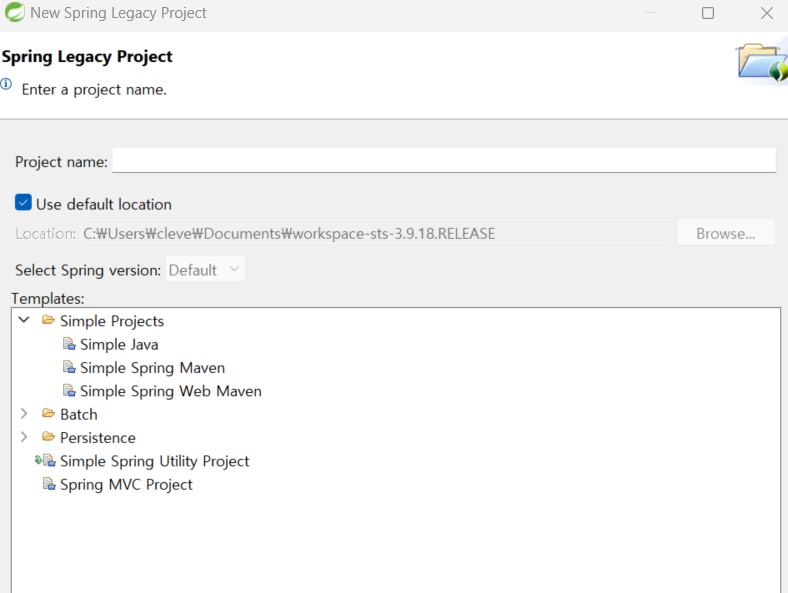 New Spring Legacy Project
Spring Legacy Project
Enter a project name.
Project name:
Use default location
Location: C:₩Users₩cleve₩Documents₩workspace-sts-3.9.18.RELEASE Browse...
Select Spring version: Default
Templates:
Simple Projects
Simple Java
Simple Spring Maven
Simple Spring Web Maven
Batch
Persistence
Simple Spring Utility Project
Spring MVC Project